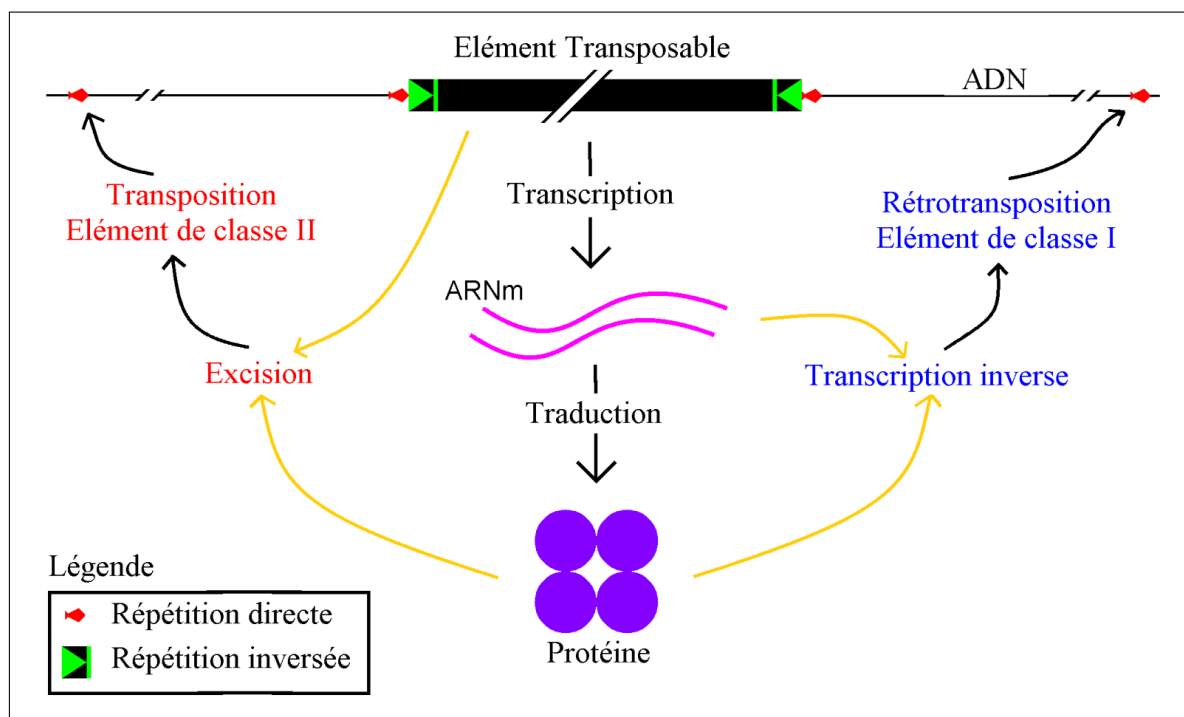 Elément Transposable
ADN
Transposition
Elément de classe II
Transcription
Rétrotransposition
Elément de classe I
ARNm
Excision
Transcription inverse
Traduction
Légende
Répétition directe
Répétition inversée
Protéine